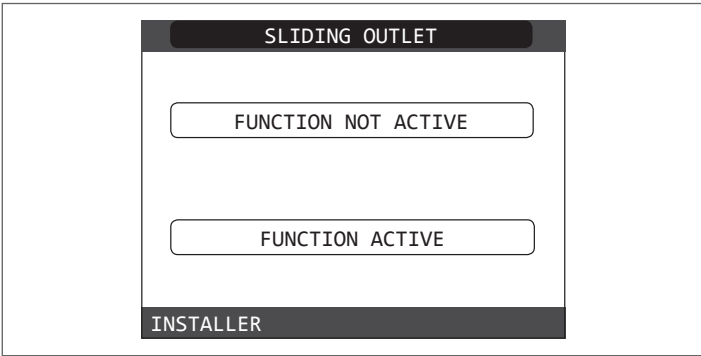 SLIDING OUTLET
FUNCTION NOT ACTIVE
FUNCTION ACTIVE
INSTALLER